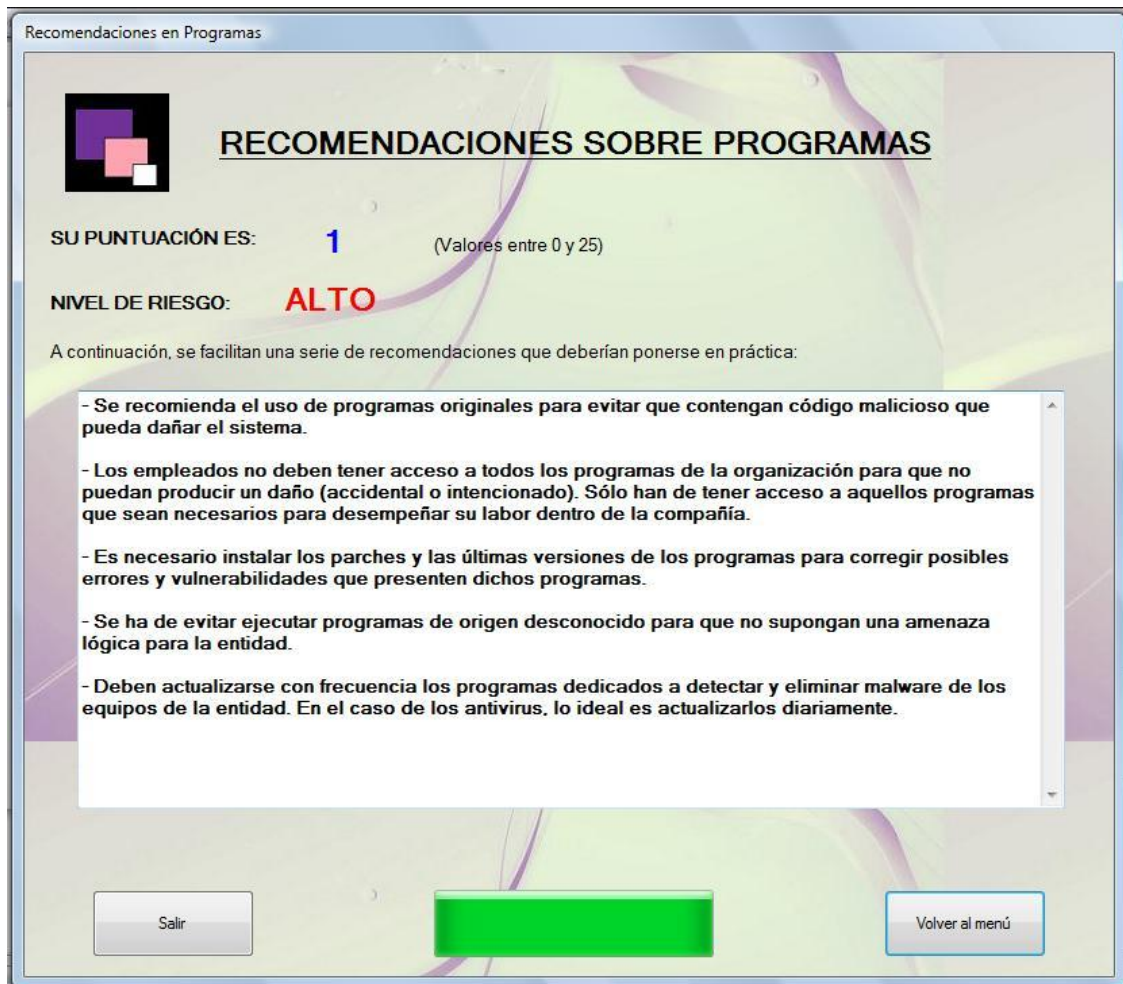 Recomendaciones en Programas
RECOMENDACIONES SOBRE PROGRAMAS
SU PUNTUACIÓN ES: 1 (Valores entre 0 y 25)
NIVEL DE RIESGO: ALTO
A continuación, se facilitan una serie de recomendaciones que deberían ponerse en práctica:
- Se recomienda el uso de programas originales para evitar que contengan código malicioso que
pueda dañar el sistema.
- Los empleados no deben tener acceso a todos los programas de la organización para que no
puedan producir un daño (accidental o intencionado). Sólo han de tener acceso a aquellos programas
que sean necesarios para desempeñar su labor dentro de la compañía.
- Es necesario instalar los parches y las últimas versiones de los programas para corregir posibles
errores y vulnerabilidades que presenten dichos programas.
- Se ha de evitar ejecutar programas de origen desconocido para que no supongan una amenaza
lógica para la entidad.
- Deben actualizarse con frecuencia los programas dedicados a detectar y eliminar malware de los
equipos de la entidad. En el caso de los antivirus, lo ideal es actualizarlos diariamente.
Salir
Volver al menú